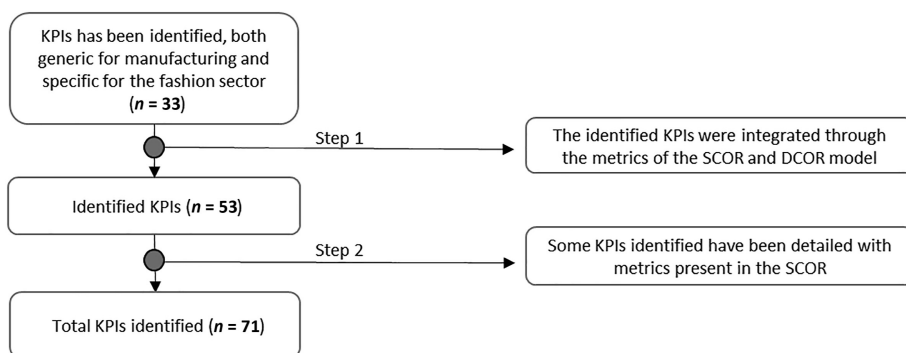 KPIs has been identified, both
generic for manufacturing and
specific for the fashion sector
(n = 33)
Step 1
The identified KPIs were integrated through
the metrics of the SCOR and DCOR model
Identified KPIs (n = 53)
Step 2
Some KPIs identified have been detailed with
metrics present in the SCOR
Total KPIs identified (n = 71)